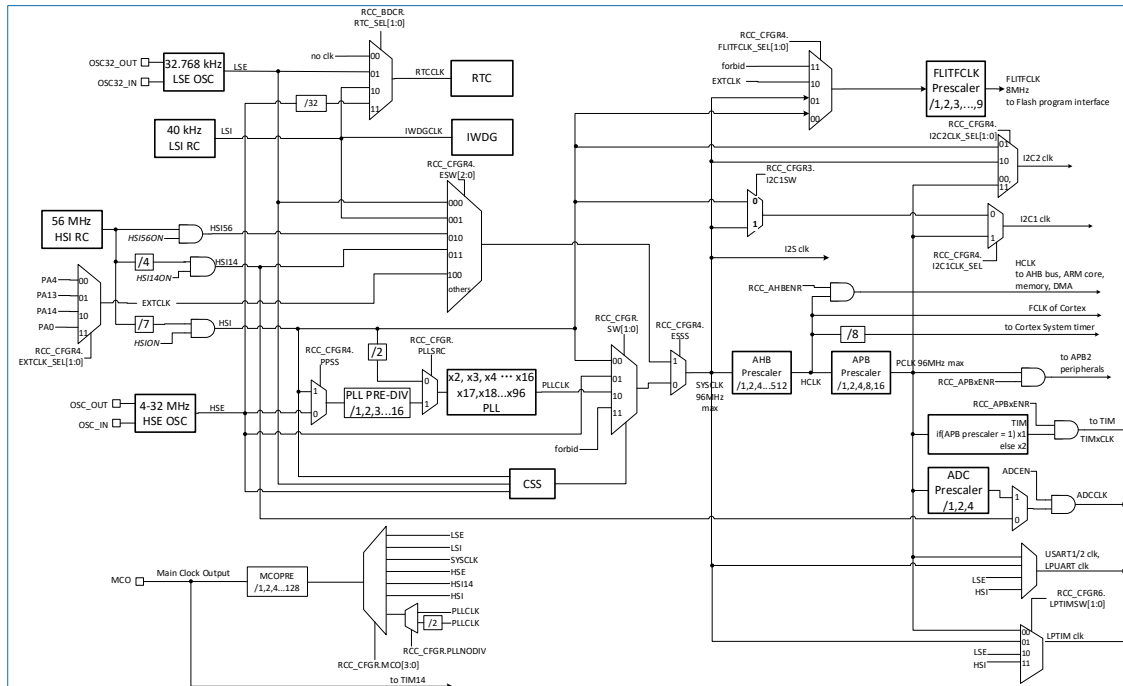 RCC_BDCR.
RTC_SEL[1:0]
OSC32_OUT
OSC32_IN
32.768 kHz
LSE OSC
LSE
no clk
00
01
10
11
/32
RTCCLK
RTC
40 kHz
LSI RC
LSI
IWDGCLK
IWDG
RCC_CFGR4.
ESW[2:0]
000
001
010
011
100
others
56 MHz
HSI RC
HSI56ON
HSI56
/4
HSI14ON
HSI14
PA4
PA13
PA14
PA0
00
01
10
11
EXTCLK
RCC_CFGR4.
EXTCLK_SEL[1:0]
/7
HSION
HSI
/2
RCC_CFGR4.
PPSS
RCC_CFGR.
PLLSRC
1
0
PLL PRE-DIV
/1,2,3...16
0
1
x2, x3, x4 ··· x16
x17,x18...x96
PLL
PLLCLK
OSC_OUT
OSC_IN
4-32 MHz
HSE OSC
HSE
RCC_CFGR.
SW[1:0]
00
01
10
11
forbid
CSS
RCC_CFGR4.
ESSS
1
0
SYSCLK
96MHz
max
RCC_CFGR4.
FLITFCLK_SEL[1:0]
forbid
EXTCLK
11
10
01
00
FLITFCLK
Prescaler
/1,2,3,...,9
FLITFCLK
8MHz
to Flash program interface
RCC_CFGR4.
I2C2CLK_SEL[1:0]
01
10
00,
11
I2C2 clk
RCC_CFGR3.
I2C1SW
0
1
0
1
I2C1 clk
RCC_CFGR4.
I2C1CLK_SEL
I2S clk
HCLK
to AHB bus, ARM core,
memory, DMA
RCC_AHBENR
FCLK of Cortex
/8
to Cortex System timer
AHB
Prescaler
/1,2,4...512
HCLK
APB
Prescaler
/1,2,4,8,16
PCLK 96MHz max
to APB2
peripherals
RCC_APBxENR
RCC_APBxENR
TIM
if(APB prescaler = 1) x1
else x2
to TIM
TIMxCLK
ADC
Prescaler
/1,2,4
ADCEN
1
0
ADCCLK
USART1/2 clk,
LPUART clk
LSE
HSI
RCC_CFGR6.
LPTIMSW[1:0]
00
01
10
11
LSE
HSI
LPTIM clk
MCO
Main Clock Output
MCOPRE
/1,2,4...128
LSE
LSI
SYSCLK
HSE
HSI14
HSI
PLLCLK
/2
PLLCLK
RCC_CFGR.PLLNODIV
RCC_CFGR.MCO[3:0]
to TIM14